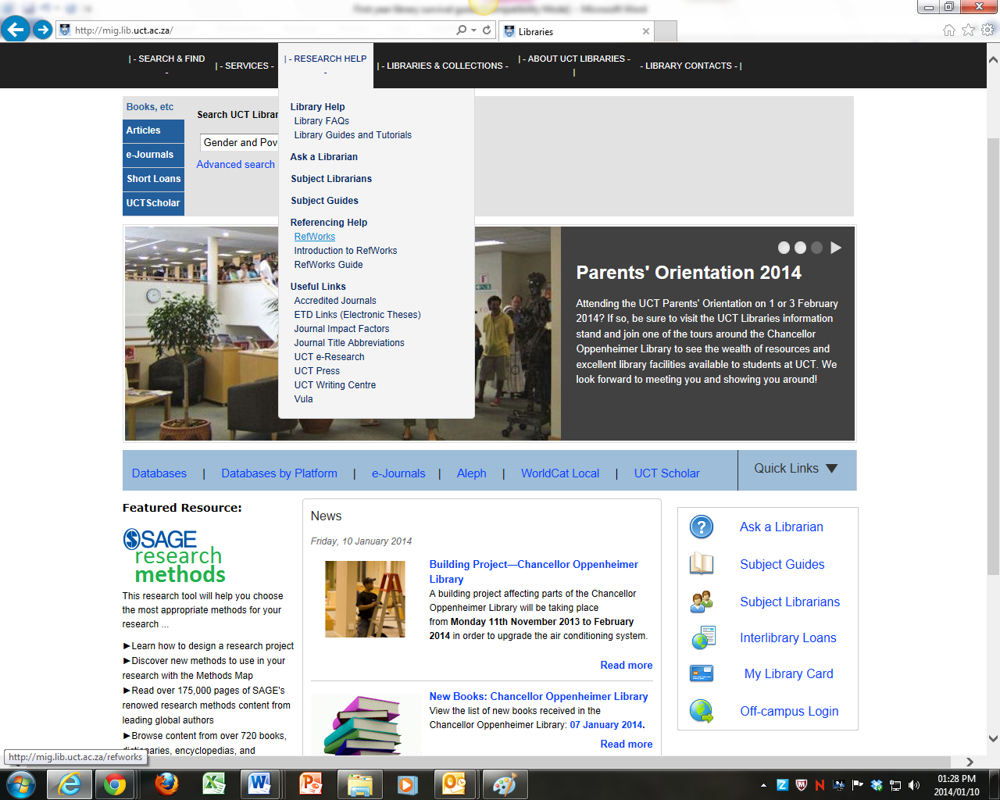 http://mig.lib.uct.ac.za/
Libraries
| - SEARCH & FIND -
| - SERVICES -
| - RESEARCH HELP -
| - LIBRARIES & COLLECTIONS -
| - ABOUT UCT LIBRARIES - |
- LIBRARY CONTACTS - |
Books, etc
Articles
e-Journals
Short Loans
UCTScholar
Search UCT Librar
Gender and Pov
Advanced search
Library Help
Library FAQs
Library Guides and Tutorials
Ask a Librarian
Subject Librarians
Subject Guides
Referencing Help
RefWorks
Introduction to RefWorks
RefWorks Guide
Useful Links
Accredited Journals
ETD Links (Electronic Theses)
Journal Impact Factors
Journal Title Abbreviations
UCT e-Research
UCT Press
UCT Writing Centre
Vula
Parents' Orientation 2014
Attending the UCT Parents' Orientation on 1 or 3 February
2014? If so, be sure to visit the UCT Libraries information
stand and join one of the tours around the Chancellor
Oppenheimer Library to see the wealth of resources and
excellent library facilities available to students at UCT. We
look forward to meeting you and showing you around!
Databases | Databases by Platform | e-Journals | Aleph | WorldCat Local | UCT Scholar
Quick Links
Featured Resource:
SAGE
research
methods
This research tool will help you choose
the most appropriate methods for your
research ...
►Learn how to design a research project
►Discover new methods to use in your
research with the Methods Map
►Read over 175,000 pages of SAGE's
renowed research methods content from
leading global authors
►Browse content from over 720 books,
dictionaries, encyclopedias, and
News
Friday, 10 January 2014
Building Project—Chancellor Oppenheimer
Library
A building project affecting parts of the Chancellor
Oppenheimer Library will be taking place
from Monday 11th November 2013 to February
2014 in order to upgrade the air conditioning system.
Read more
New Books: Chancellor Oppenheimer Library
View the list of new books received in the
Chancellor Oppenheimer Library: 07 January 2014.
Read more
Ask a Librarian
Subject Guides
Subject Librarians
Interlibrary Loans
My Library Card
Off-campus Login
http://mig.lib.uct.ac.za/refworks
01:28 PM
2014/01/10